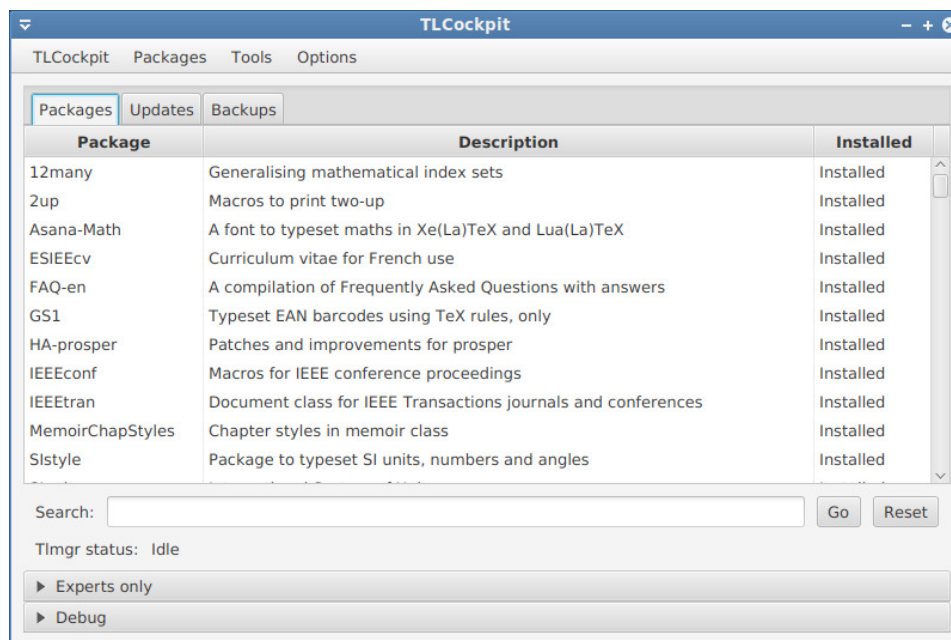 TLCockpit
TLCockpit Packages Tools Options
Packages Updates Backups
Package Description Installed
12many Generalising mathematical index sets Installed
2up Macros to print two-up Installed
Asana-Math A font to typeset maths in Xe(La)TeX and Lua(La)TeX Installed
ESIEEcv Curriculum vitae for French use Installed
FAQ-en A compilation of Frequently Asked Questions with answers Installed
GS1 Typeset EAN barcodes using TeX rules, only Installed
HA-prosper Patches and improvements for prosper Installed
IEEEconf Macros for IEEE conference proceedings Installed
IEEEtran Document class for IEEE Transactions journals and conferences Installed
MemoirChapStyles Chapter styles in memoir class Installed
SIstyle Package to typeset SI units, numbers and angles Installed
Search: Go Reset
Tlmgr status: Idle
Experts only
Debug